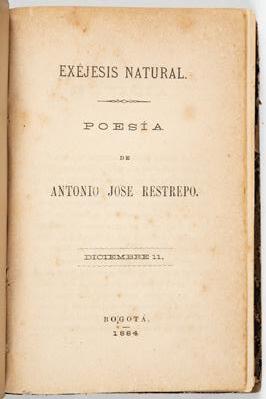 EXÉJESIS NATURAL.
POESÍA
DE
ANTONIO JOSE RESTREPO.
DICIEMBRE 11,
BOGOTÁ.
1884